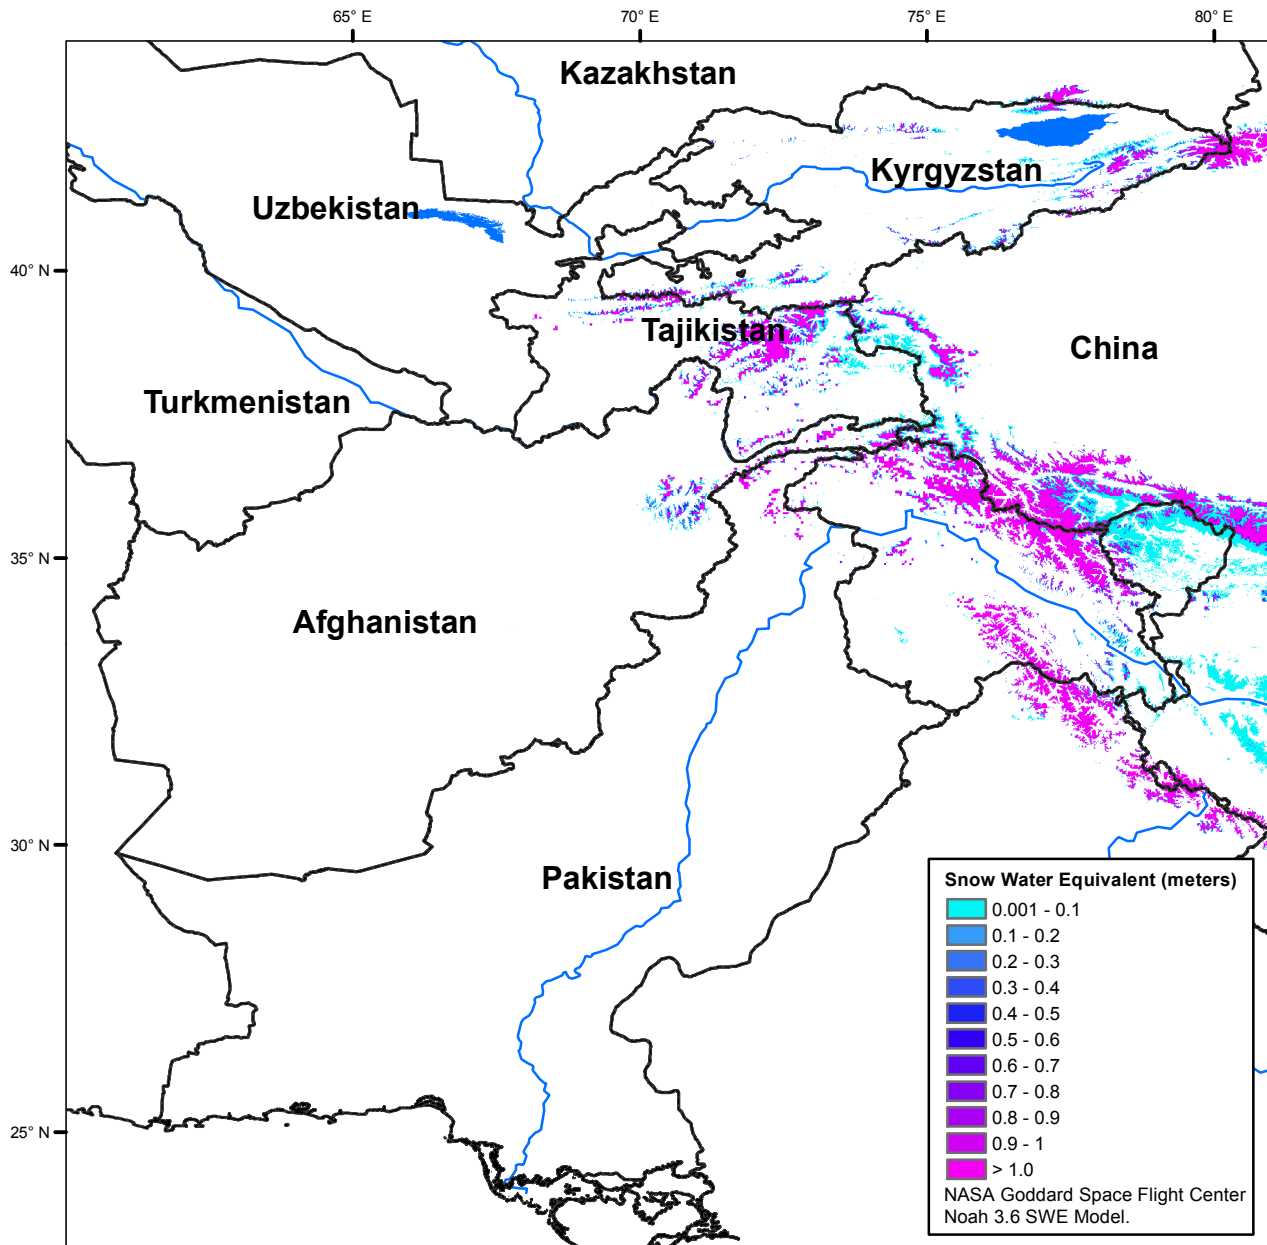 65° E
70° E
75° E
80° E
Kazakhstan
Kyrgyzstan
Uzbekistan
40° N
Tajikistan
China
Turkmenistan
35° N
Afghanistan
30° N
Pakistan
25° N
Snow Water Equivalent (meters)
0.001 - 0.1
0.1 - 0.2
0.2 - 0.3
0.3 - 0.4
0.4 - 0.5
0.5 - 0.6
0.6 - 0.7
0.7 - 0.8
0.8 - 0.9
0.9 - 1
> 1.0
NASA Goddard Space Flight Center
Noah 3.6 SWE Model.